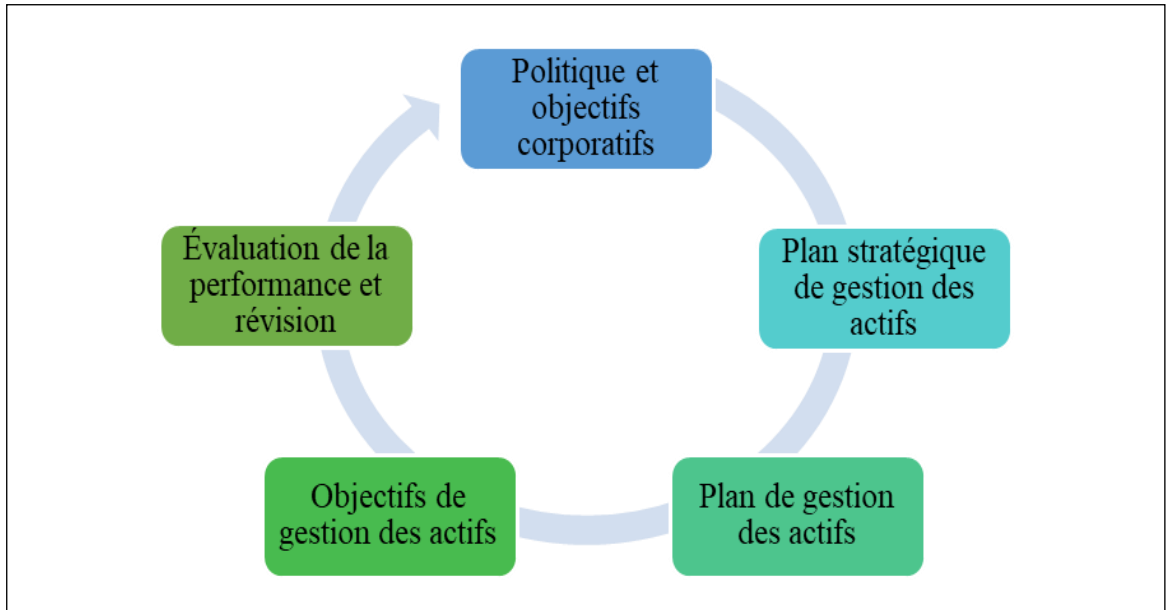 Politique et
objectifs
corporatifs
Plan stratégique
de gestion des
actifs
Plan de gestion
des actifs
Objectifs de
gestion des actifs
Évaluation de la
performance et
révision